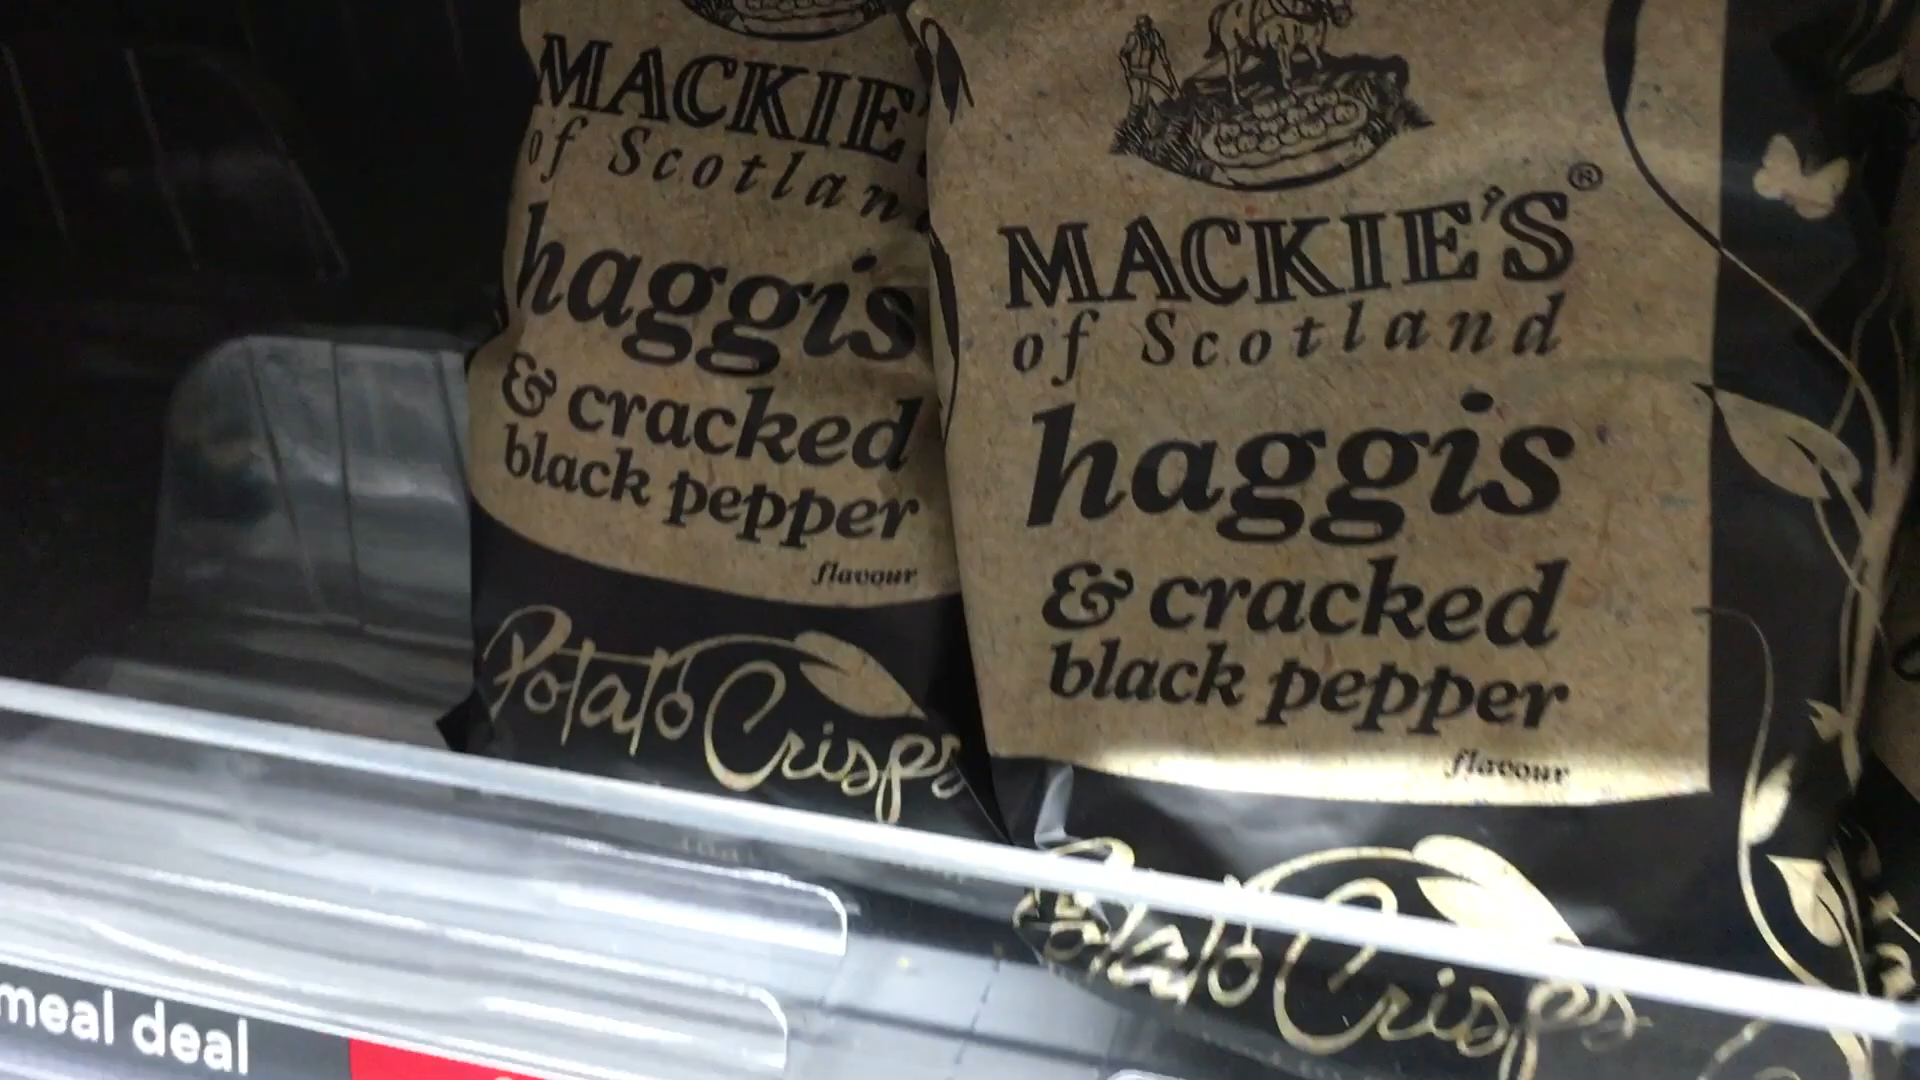 MACKIE'
of Scotlan
haggis
& cracked
black pepper
flavour
Potato Crisps
MACKIE'S®
of Scotland
haggis
& cracked
black pepper
flavour
Potato Crisps
meal deal